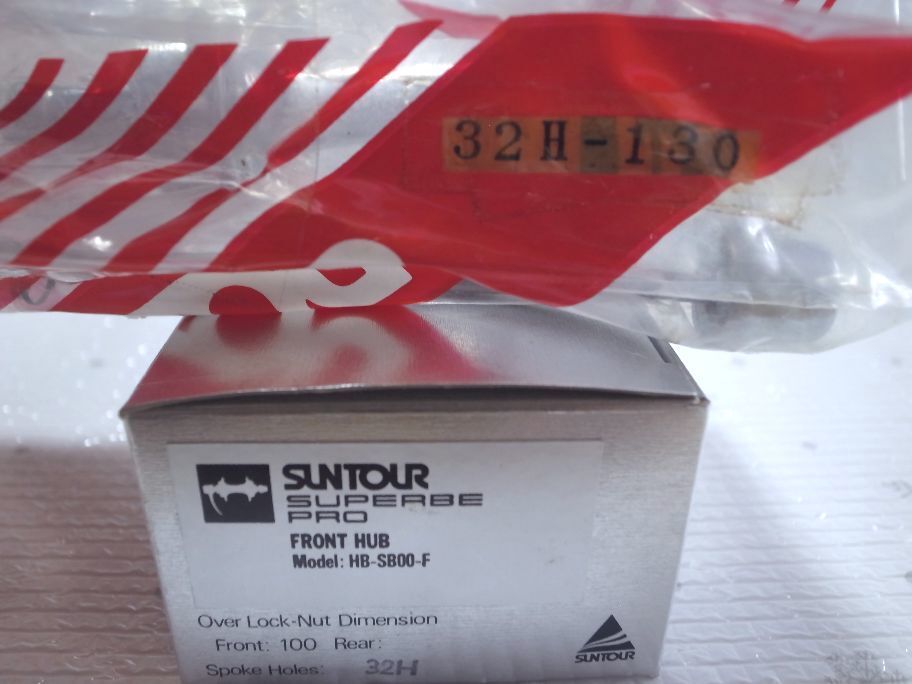 32H-130
SUNTOUR
SUPERBE
PRO
FRONT HUB
Model: HB-SB00-F
Over Lock-Nut Dimension
Front: 100 Rear:
Spoke Holes: 32H
SUNTOUR